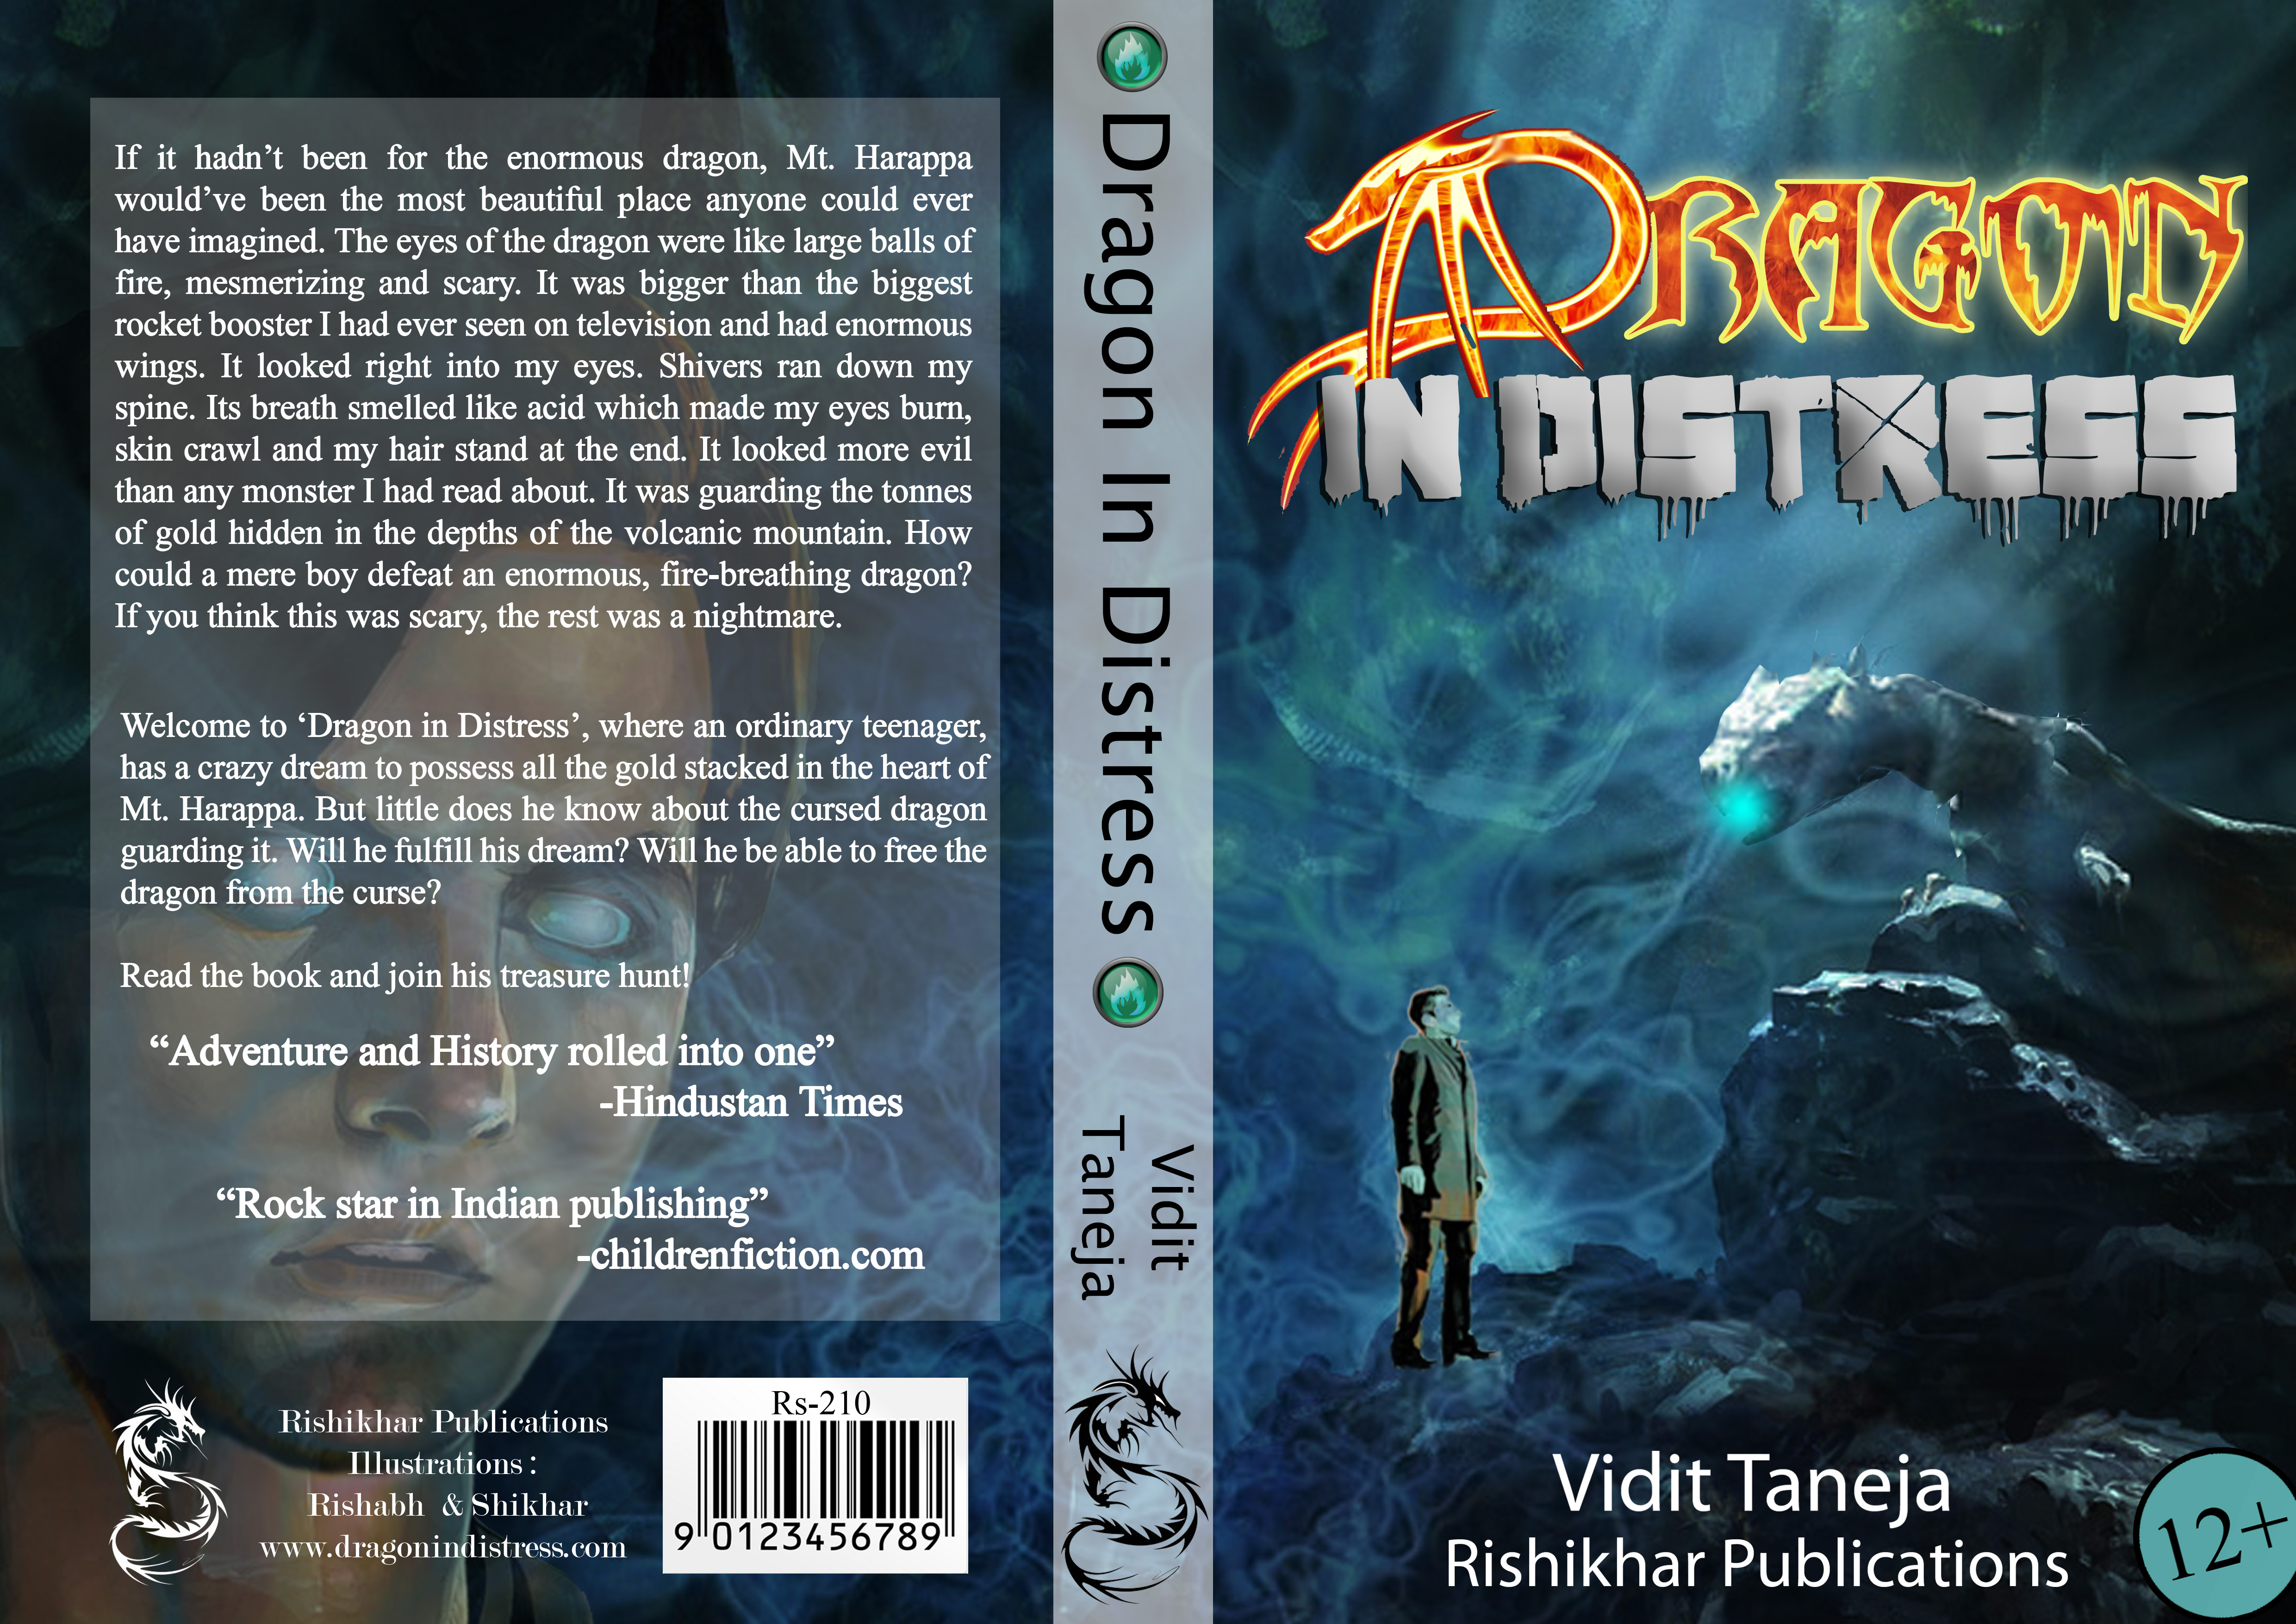 If it hadn’t been for the enormous dragon, Mt. Harappa
would’ve been the most beautiful place anyone could ever
have imagined. The eyes of the dragon were like large balls of
fire, mesmerizing and scary. It was bigger than the biggest
rocket booster I had ever seen on television and had enormous
wings. It looked right into my eyes. Shivers ran down my
spine. Its breath smelled like acid which made my eyes burn,
skin crawl and my hair stand at the end. It looked more evil
than any monster I had read about. It was guarding the tonnes
of gold hidden in the depths of the volcanic mountain. How
could a mere boy defeat an enormous, fire-breathing dragon?
If you think this was scary, the rest was a nightmare.
Welcome to ‘Dragon in Distress’, where an ordinary teenager,
has a crazy dream to possess all the gold stacked in the heart of
Mt. Harappa. But little does he know about the cursed dragon
guarding it. Will he fulfill his dream? Will he be able to free the
dragon from the curse?
Read the book and join his treasure hunt!
“Adventure and History rolled into one”
-Hindustan Times
“Rock star in Indian publishing”
-childrenfiction.com
Rishikhar Publications
Illustrations :
Rishabh & Shikhar
www.dragonindistress.com
Rs-210
9 0123456789
Dragon In Distress
Vidit
Taneja
DRAGON
IN DISTRESS
Vidit Taneja
Rishikhar Publications
12+